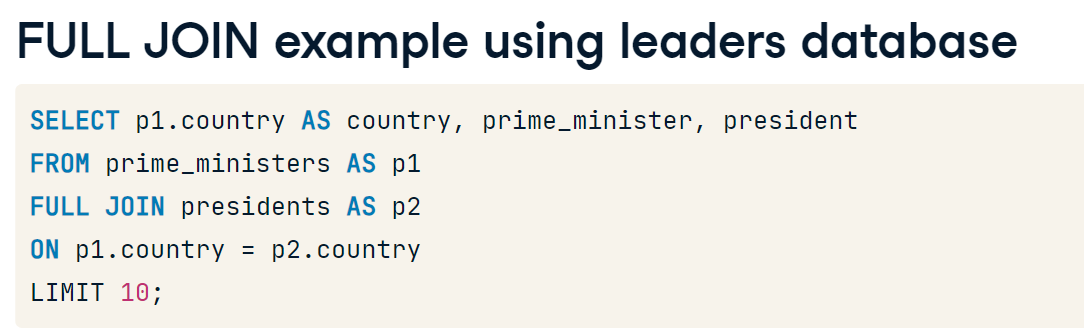 FULL JOIN example using leaders database
SELECT p1.country AS country, prime_minister, president
FROM prime_ministers AS p1
FULL JOIN presidents AS p2
ON p1.country = p2.country
LIMIT 10;